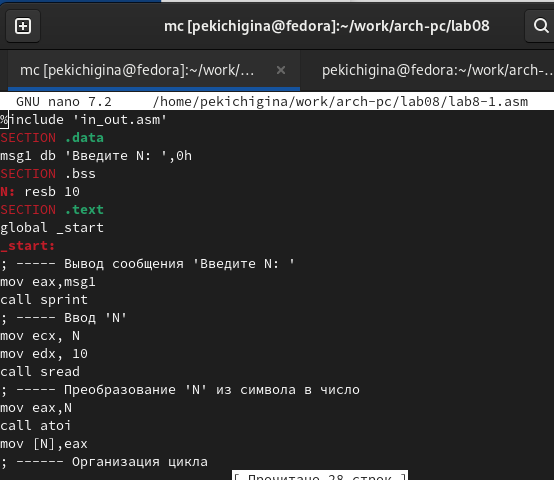 mc [pekichigina@fedora]:~/work/arch-pc/lab08
mc [pekichigina@fedora]:~/work/... × pekichigina@fedora:~/work/arch-...
GNU nano 7.2 /home/pekichigina/work/arch-pc/lab08/lab8-1.asm
%include 'in_out.asm'
SECTION .data
msg1 db 'Введите N: ',0h
SECTION .bss
N: resb 10
SECTION .text
global _start
_start:
; ----- Вывод сообщения 'Введите N: '
mov eax,msg1
call sprint
; ----- Ввод 'N'
mov ecx, N
mov edx, 10
call sread
; ----- Преобразование 'N' из символа в число
mov eax,N
call atoi
mov [N],eax
; ------ Организация цикла
[ Прочитано 28 строк ]